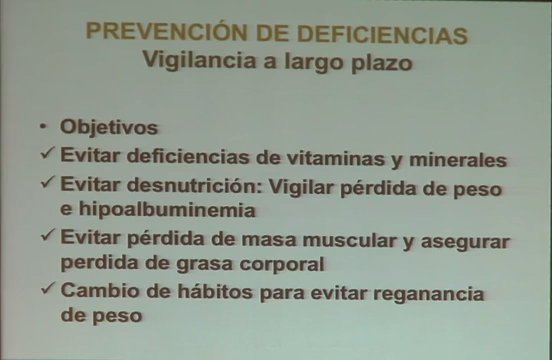 PREVENCIÓN DE DEFICIENCIAS
Vigilancia a largo plazo
• Objetivos
✓ Evitar deficiencias de vitaminas y minerales
✓ Evitar desnutrición: Vigilar pérdida de peso
e hipoalbuminemia
✓ Evitar pérdida de masa muscular y asegurar
perdida de grasa corporal
✓ Cambio de hábitos para evitar reganancia
de peso